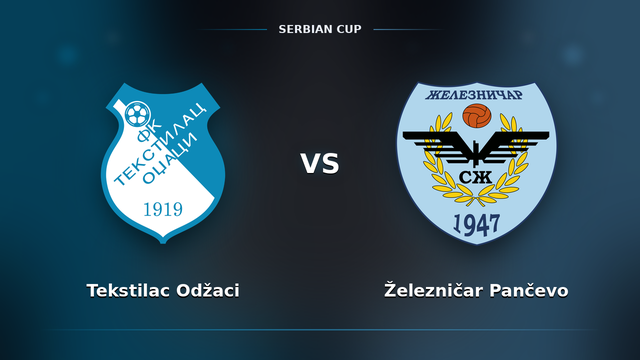 SERBIAN CUP
ФК
ТЕКСТИЛАЦ
ОЏАЦИ
1919
VS
ЖЕЛЕЗНИЧАР
СЖ
1947
Tekstilac Odžaci
Železničar Pančevo